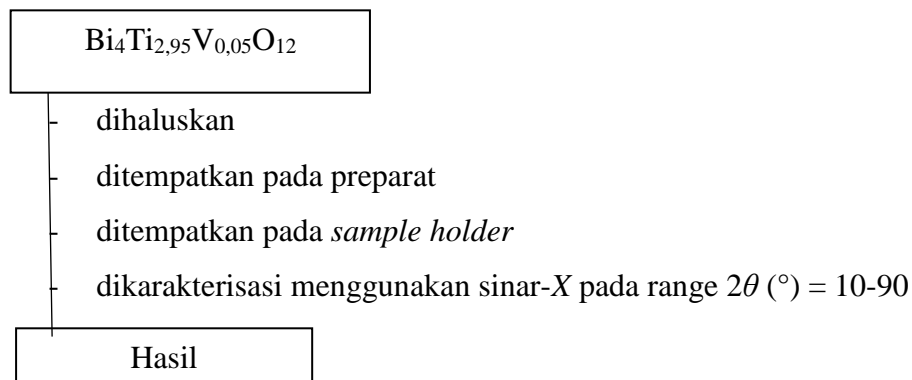 Bi₄Ti₂,₉₅V₀,₀₅O₁₂
- dihaluskan
- ditempatkan pada preparat
- ditempatkan pada sample holder
- dikarakterisasi menggunakan sinar-X pada range 2θ (°) = 10-90
Hasil